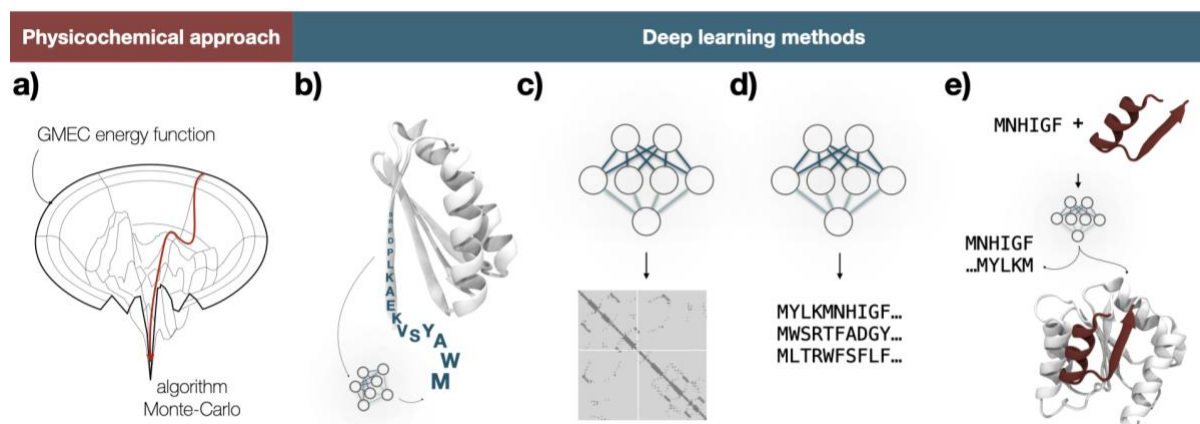 Physicochemical approach
Deep learning methods
a)
GMEC energy function
algorithm
Monte-Carlo
b)
F
D
P
L
K
A
E
K
V S Y
A
W
M
c)
d)
MYLKMNHIGF…
MWSRTFADGY…
MLTRWFSFLF…
e)
MNHIGF +
MNHIGF
…MYLKM